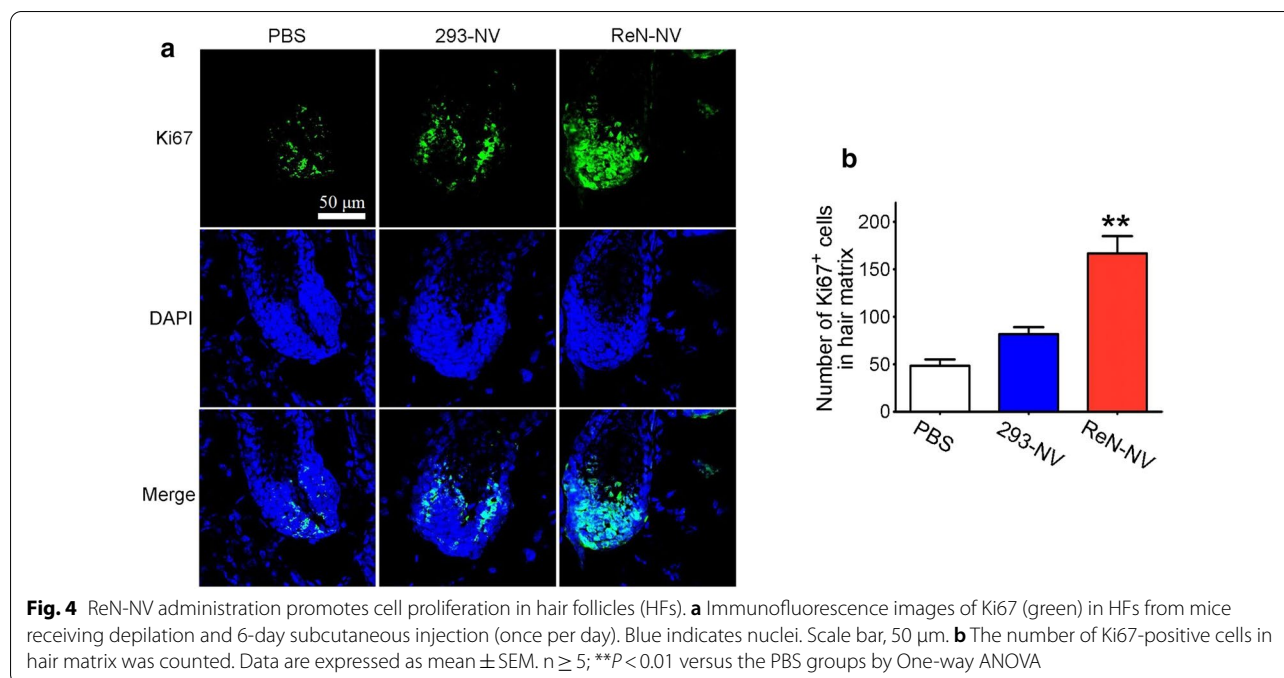 a
PBS 293-NV ReN-NV
Ki67
50 µm
DAPI
Merge
b
Number of Ki67+ cells
in hair matrix
200
150
100
50
0
**
PBS
293-NV
ReN-NV
Fig. 4 ReN-NV administration promotes cell proliferation in hair follicles (HFs). a Immunofluorescence images of Ki67 (green) in HFs from mice
receiving depilation and 6-day subcutaneous injection (once per day). Blue indicates nuclei. Scale bar, 50 µm. b The number of Ki67-positive cells in
hair matrix was counted. Data are expressed as mean ± SEM. n ≥ 5; **P < 0.01 versus the PBS groups by One-way ANOVA